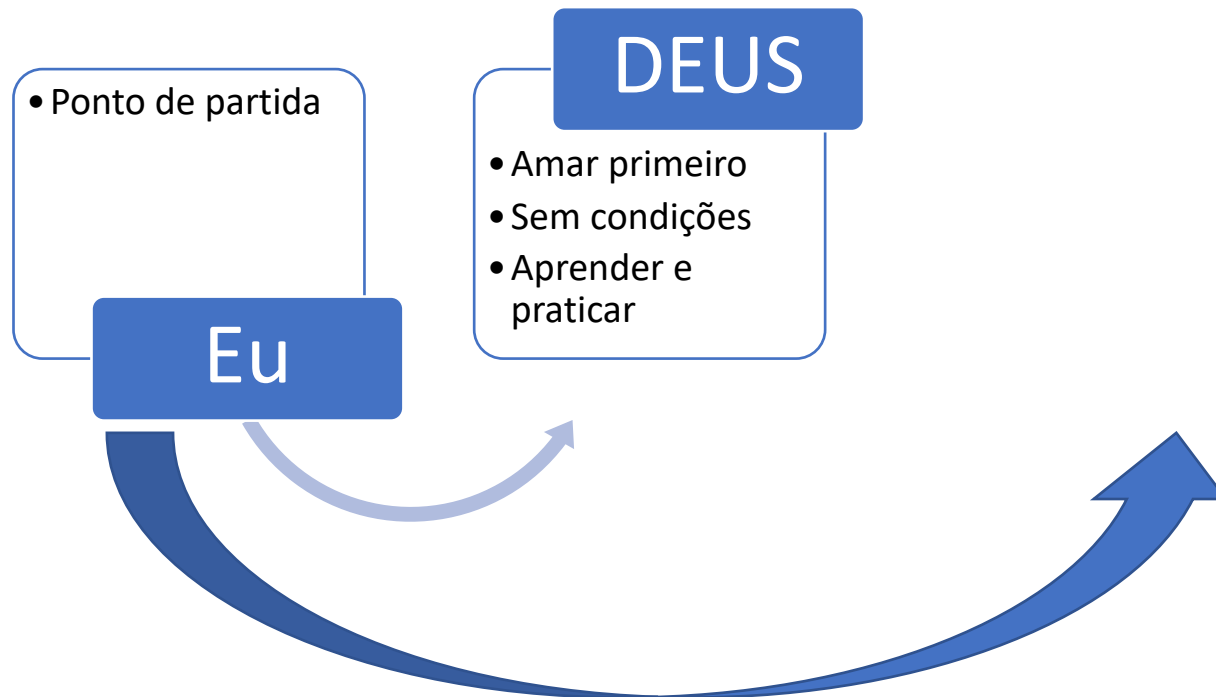 • Ponto de partida
Eu
DEUS
• Amar primeiro
• Sem condições
• Aprender e
praticar